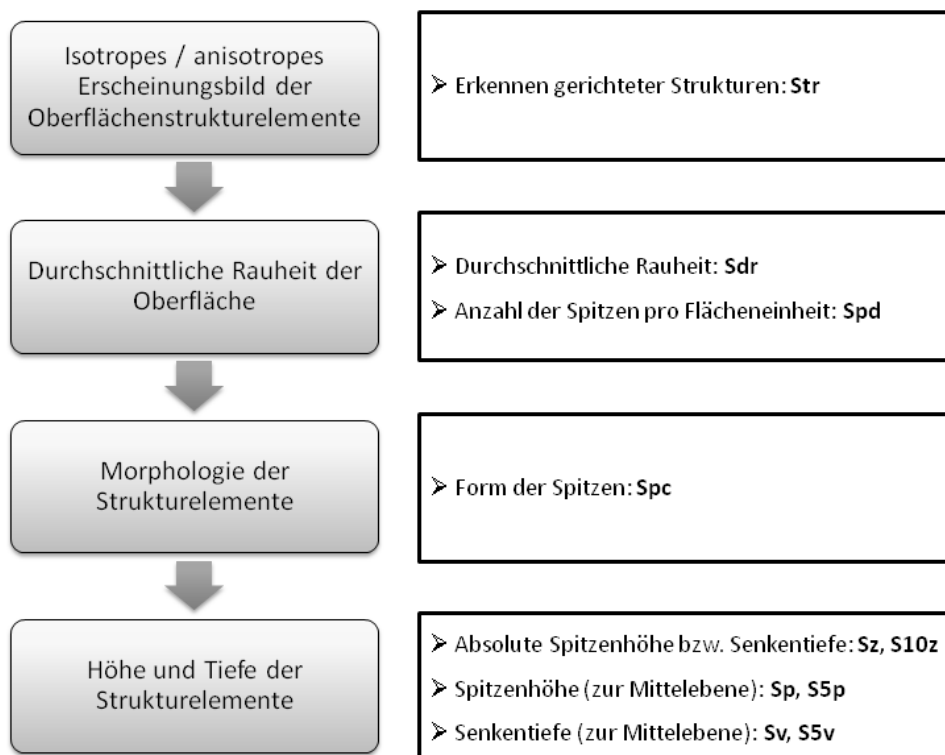 Isotropes / anisotropes
Erscheinungsbild der
Oberflächenstrukturelemente
➢ Erkennen gerichteter Strukturen: Str
Durchschnittliche Rauheit der
Oberfläche
➢ Durchschnittliche Rauheit: Sdr
➢ Anzahl der Spitzen pro Flächeneinheit: Spd
Morphologie der
Strukturelemente
➢ Form der Spitzen: Spc
Höhe und Tiefe der
Strukturelemente
➢ Absolute Spitzenhöhe bzw. Senkentiefe: Sz, S10z
➢ Spitzenhöhe (zur Mittelebene): Sp, S5p
➢ Senkentiefe (zur Mittelebene): Sv, S5v